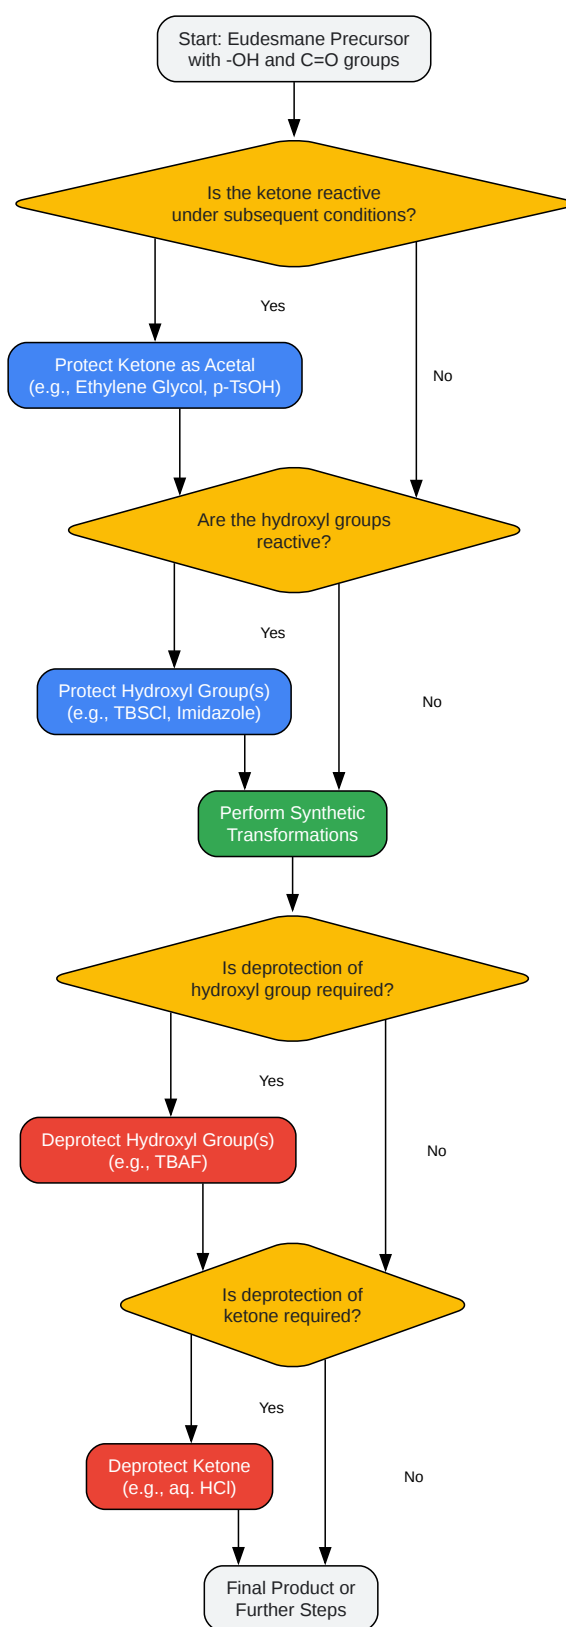 Start: Eudesmane Precursor
with -OH and C=O groups
Is the ketone reactive
under subsequent conditions?
Yes
Protect Ketone as Acetal
(e.g., Ethylene Glycol, p-TsOH)
No
Are the hydroxyl groups
reactive?
Yes
Protect Hydroxyl Group(s)
(e.g., TBSCl, Imidazole)
No
Perform Synthetic
Transformations
Is deprotection of
hydroxyl group required?
Yes
Deprotect Hydroxyl Group(s)
(e.g., TBAF)
No
Is deprotection of
ketone required?
Yes
Deprotect Ketone
(e.g., aq. HCl)
No
Final Product or
Further Steps